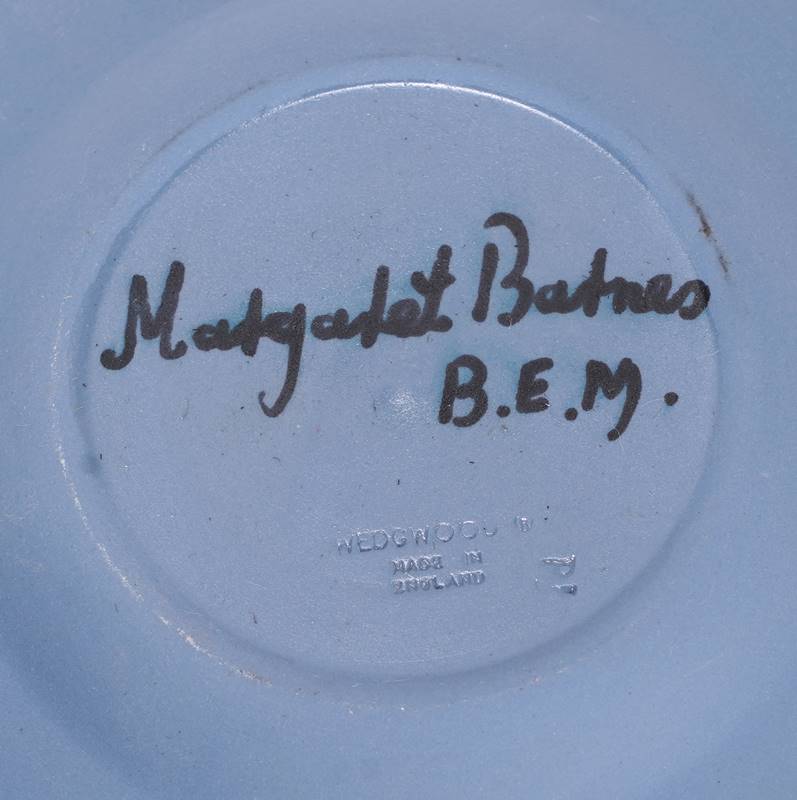 Margaret Barnes
B.E.M.
WEDGWOOD ®
MADE IN
ENGLAND